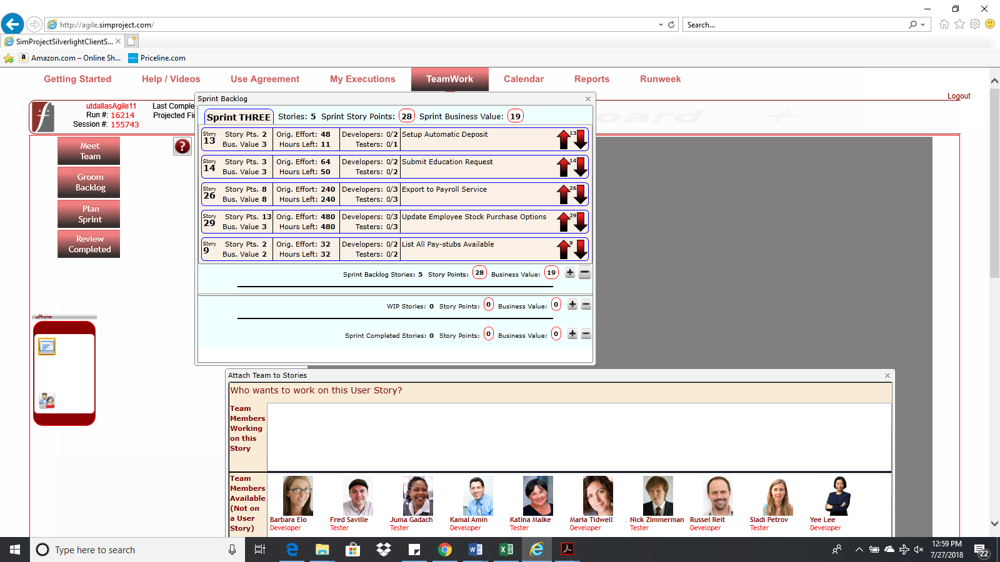 http://agile.simproject.com/
Search...
SimProjectSilverlightClientS...
Amazon.com – Online Sh...
Priceline.com
Getting Started
Help / Videos
Use Agreement
My Executions
TeamWork
Calendar
Reports
Runweek
Logout
utdallasAgile11
Run #: 16214
Session #: 155743
Last Comple
Projected Fi
oard
Meet
Team
Groom
Backlog
Plan
Sprint
Review
Completed
?
uPhone
Sprint Backlog
Sprint THREE Stories: 5 Sprint Story Points: 28 Sprint Business Value: 19
Story 13 Story Pts. 2 Orig. Effort: 48 Developers: 0/2 Setup Automatic Deposit 13
Bus. Value 3 Hours Left: 11 Testers: 0/1
Story 14 Story Pts. 3 Orig. Effort: 64 Developers: 0/2 Submit Education Request 14
Bus. Value 3 Hours Left: 50 Testers: 0/2
Story 26 Story Pts. 8 Orig. Effort: 240 Developers: 0/3 Export to Payroll Service 26
Bus. Value 8 Hours Left: 240 Testers: 0/3
Story 29 Story Pts. 13 Orig. Effort: 480 Developers: 0/3 Update Employee Stock Purchase Options 29
Bus. Value 3 Hours Left: 480 Testers: 0/3
Story 9 Story Pts. 2 Orig. Effort: 32 Developers: 0/2 List All Pay-stubs Available 9
Bus. Value 2 Hours Left: 32 Testers: 0/2
Sprint Backlog Stories: 5 Story Points: 28 Business Value: 19
WIP Stories: 0 Story Points: 0 Business Value: 0
Sprint Completed Stories: 0 Story Points: 0 Business Value: 0
Attach Team to Stories
Who wants to work on this User Story?
Team
Members
Working
on this
Story
Team
Members
Available
(Not on
a User
Story)
Barbara Elo
Developer
Fred Saville
Tester
Juma Gadach
Tester
Kamal Amin
Developer
Katina Malke
Tester
Maria Tidwell
Developer
Nick Zimmerman
Tester
Russel Reit
Developer
Sladi Petrov
Tester
Yee Lee
Developer
Type here to search
12:59 PM
7/27/2018
22